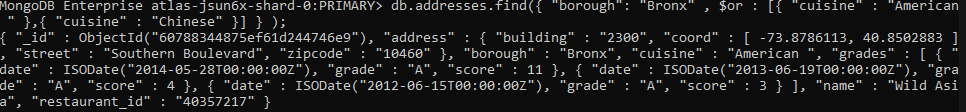 MongoDB Enterprise atlas-jsun6x-shard-0:PRIMARY> db.addresses.find({ "borough": "Bronx" , $or : [{ "cuisine" : "American
" },{ "cuisine" : "Chinese" }] } );
{ "_id" : ObjectId("60788344875ef61d244746e9"), "address" : { "building" : "2300", "coord" : [ -73.8786113, 40.8502883 ]
, "street" : "Southern Boulevard", "zipcode" : "10460" }, "borough" : "Bronx", "cuisine" : "American ", "grades" : [ { "
date" : ISODate("2014-05-28T00:00:00Z"), "grade" : "A", "score" : 11 }, { "date" : ISODate("2013-06-19T00:00:00Z"), "gra
de" : "A", "score" : 4 }, { "date" : ISODate("2012-06-15T00:00:00Z"), "grade" : "A", "score" : 3 } ], "name" : "Wild Asi
a", "restaurant_id" : "40357217" }